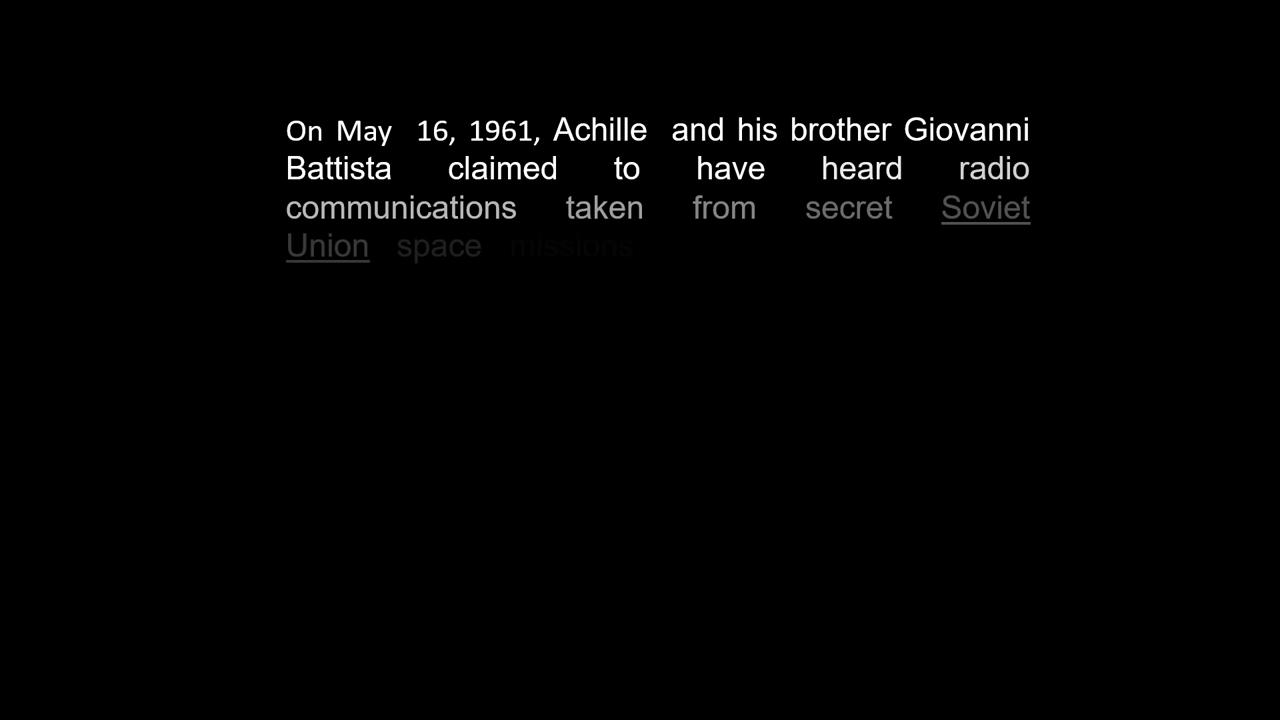 On May 16, 1961, Achille and his brother Giovanni
Battista claimed to have heard radio
communications taken from secret Soviet
Union space missions